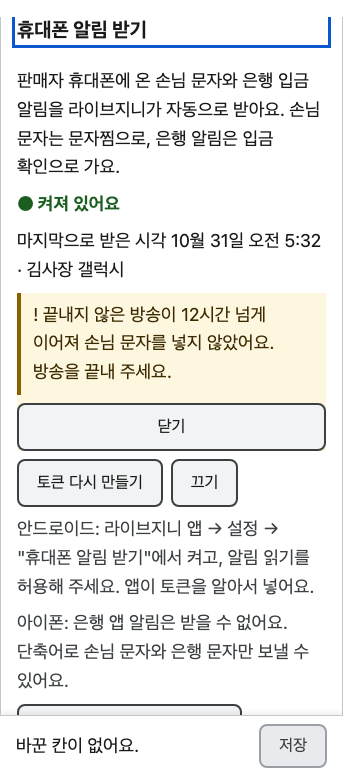 휴대폰 알림 받기
판매자 휴대폰에 온 손님 문자와 은행 입금
알림을 라이브지니가 자동으로 받아요. 손님
문자는 문자찜으로, 은행 알림은 입금
확인으로 가요.
● 켜져 있어요
마지막으로 받은 시각 10월 31일 오전 5:32
· 김사장 갤럭시
! 끝내지 않은 방송이 12시간 넘게
이어져 손님 문자를 넣지 않았어요.
방송을 끝내 주세요.
닫기
토큰 다시 만들기 끄기
안드로이드: 라이브지니 앱 → 설정 →
"휴대폰 알림 받기"에서 켜고, 알림 읽기를
허용해 주세요. 앱이 토큰을 알아서 넣어요.
아이폰: 은행 앱 알림은 받을 수 없어요.
단축어로 손님 문자와 은행 문자만 보낼 수
있어요.
바꾼 칸이 없어요. 저장